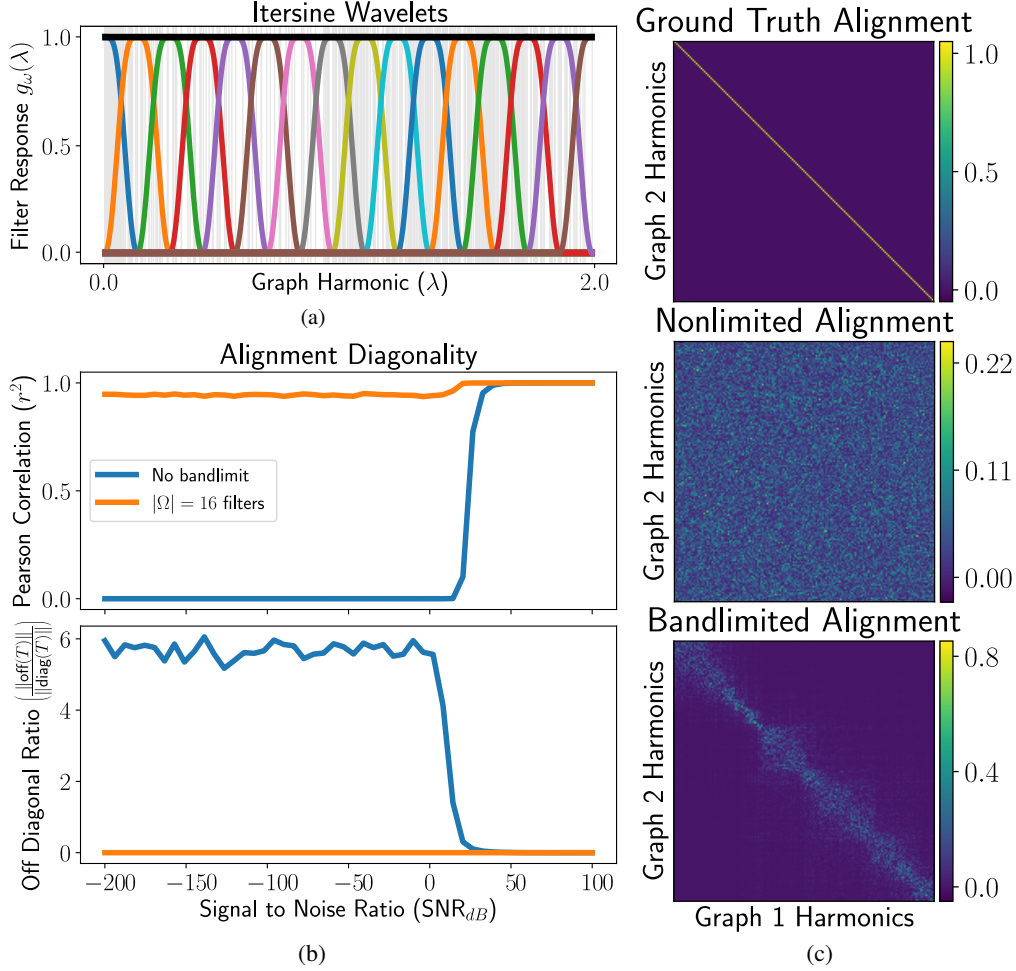 Itersine Wavelets
Filter Response g_ω(λ)
1.0
0.5
0.0
0.0
2.0
Graph Harmonic (λ)
(a)
Alignment Diagonality
Pearson Correlation (r²)
1.0
0.5
0.0
No bandlimit
|Ω| = 16 filters
Off Diagonal Ratio (‖off(T)‖/‖diag(T)‖)
6
4
2
0
−200
−150
−100
−50
0
50
100
Signal to Noise Ratio (SNR_dB)
(b)
Ground Truth Alignment
Graph 2 Harmonics
1.0
0.5
0.0
Nonlimited Alignment
Graph 2 Harmonics
0.22
0.11
0.00
Bandlimited Alignment
Graph 2 Harmonics
0.8
0.4
0.0
Graph 1 Harmonics
(c)